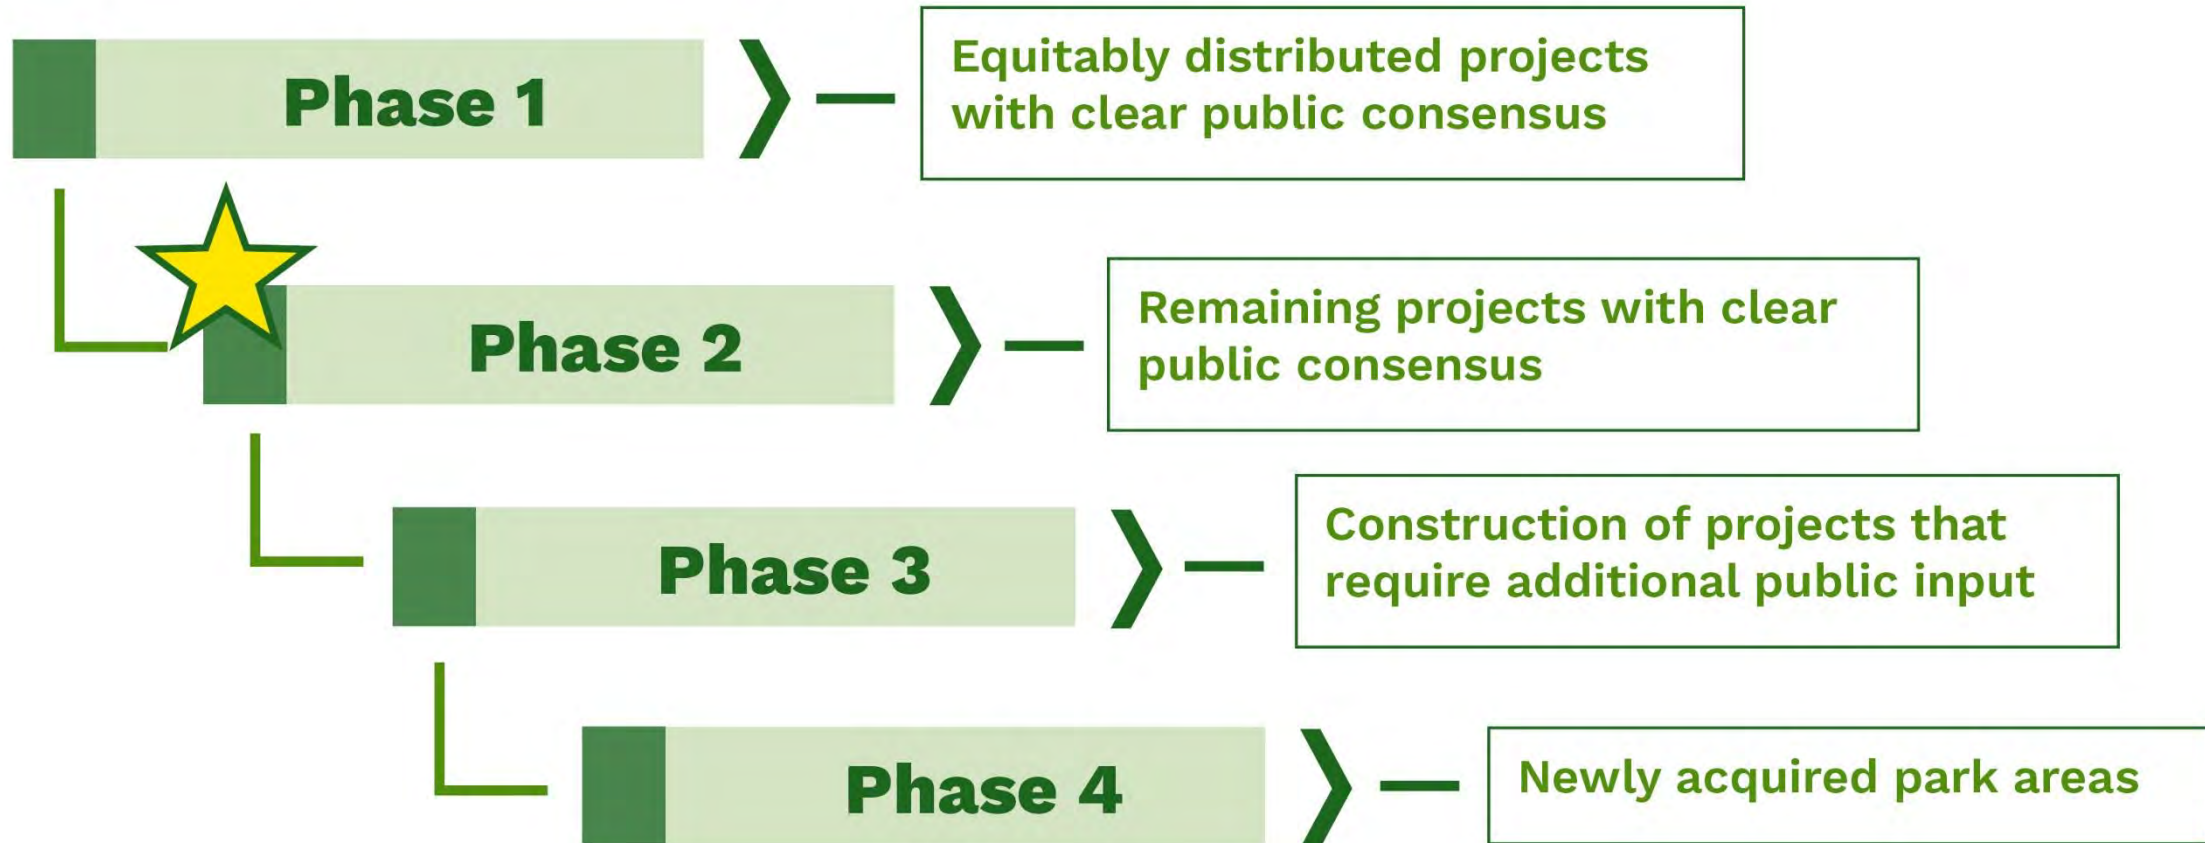 Phase 1
Equitably distributed projects
with clear public consensus
Phase 2
Remaining projects with clear
public consensus
Phase 3
Construction of projects that
require additional public input
Phase 4
Newly acquired park areas